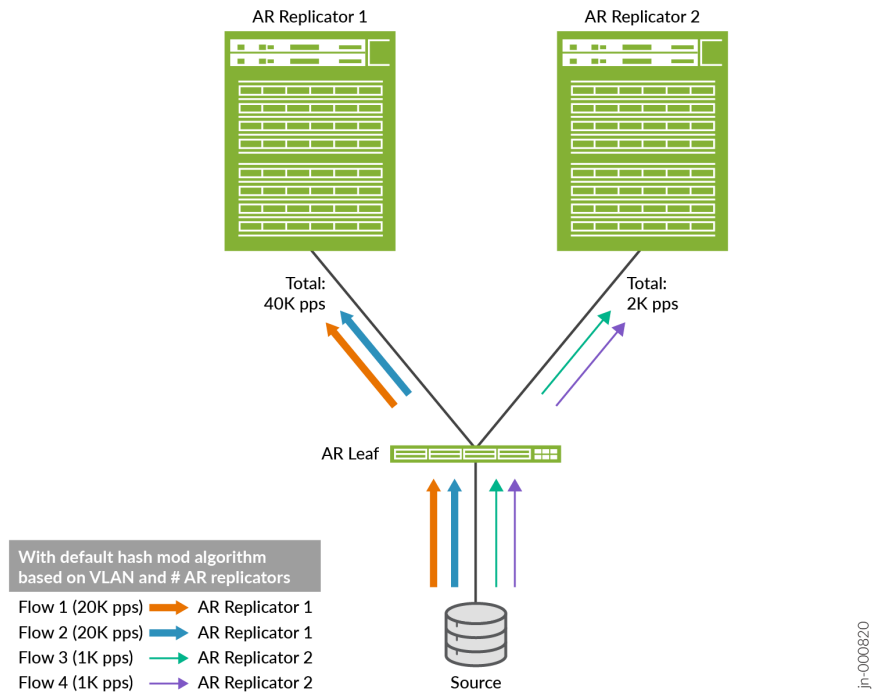 AR Replicator 1
AR Replicator 2
Total:
40K pps
Total:
2K pps
AR Leaf
With default hash mod algorithm
based on VLAN and # AR replicators
Flow 1 (20K pps) AR Replicator 1
Flow 2 (20K pps) AR Replicator 1
Flow 3 (1K pps) AR Replicator 2
Flow 4 (1K pps) AR Replicator 2
Source
jn-000820